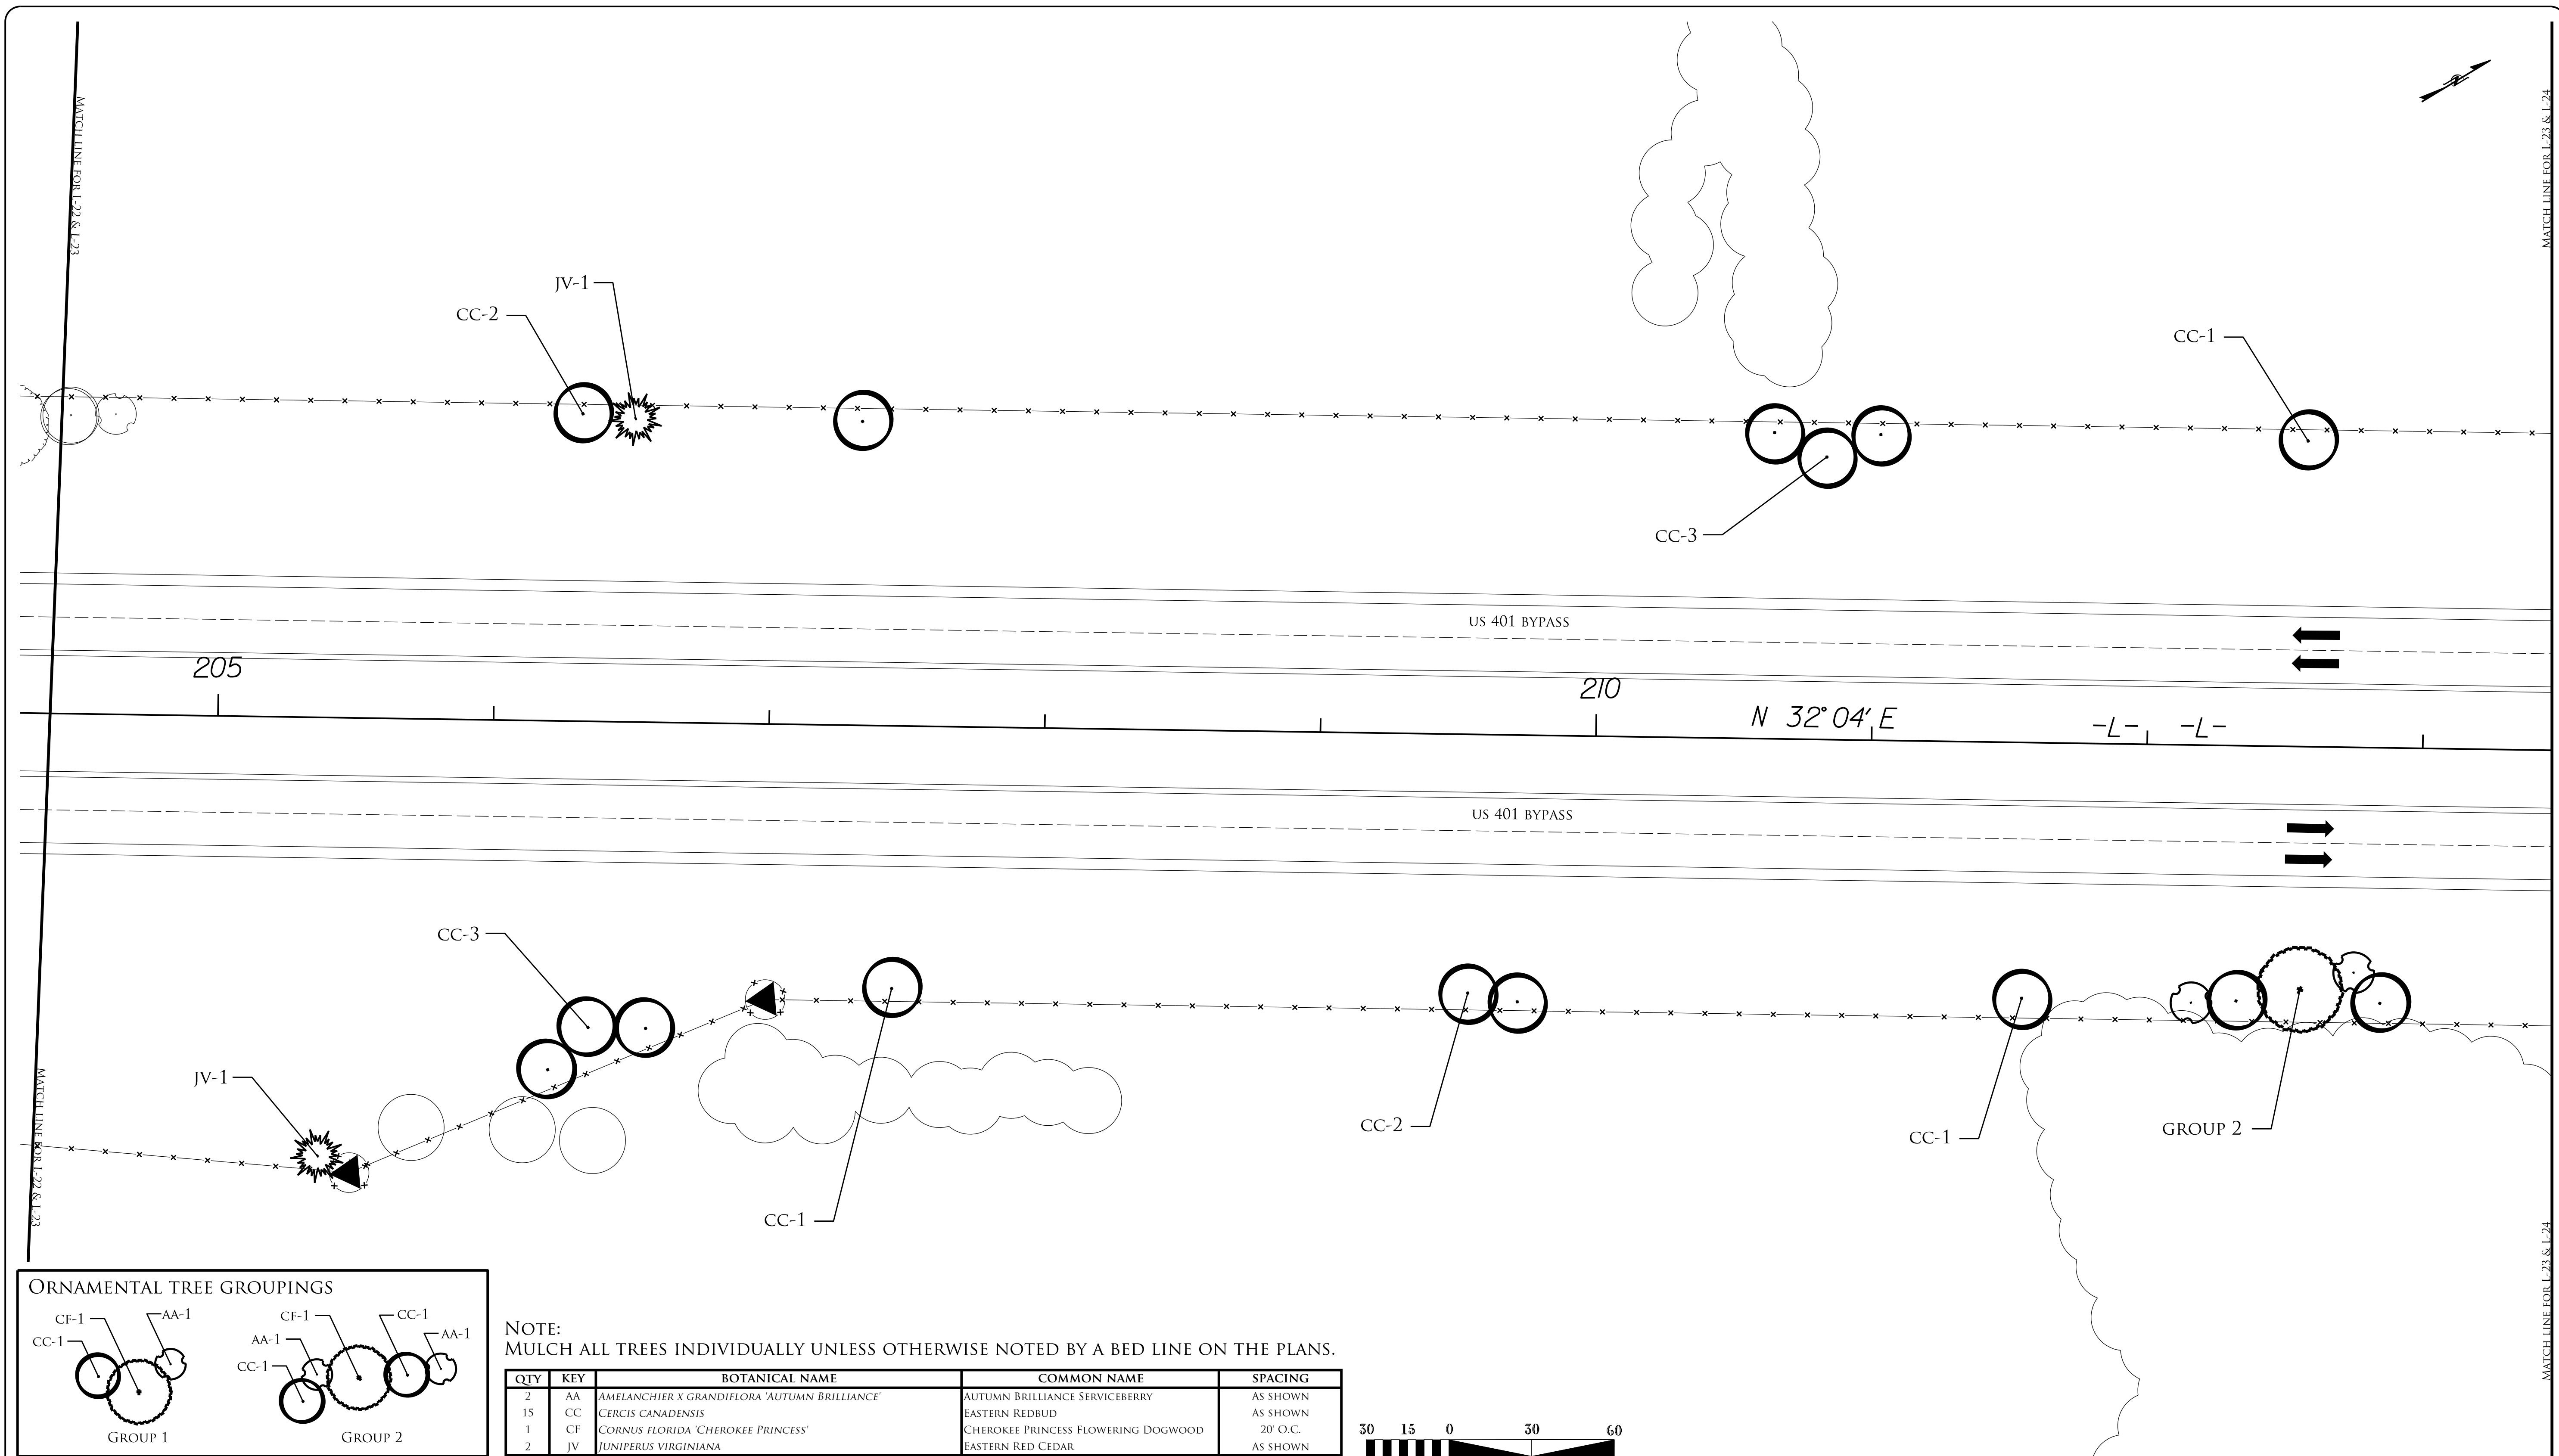 MATCH LINE FOR L-22 & L-23
MATCH LINE FOR L-23 & L-24
JV-1
CC-2
CC-1
CC-3
US 401 BYPASS
205
210
N 32°04' E
-L- -L-
US 401 BYPASS
CC-3
JV-1
CC-2
CC-1
GROUP 2
CC-1
MATCH LINE FOR L-22 & L-23
MATCH LINE FOR L-23 & L-24
ORNAMENTAL TREE GROUPINGS
CF-1
AA-1
CC-1
GROUP 1
CF-1
CC-1
AA-1
AA-1
CC-1
GROUP 2
NOTE:
MULCH ALL TREES INDIVIDUALLY UNLESS OTHERWISE NOTED BY A BED LINE ON THE PLANS.
QTY KEY BOTANICAL NAME COMMON NAME SPACING
2 AA AMELANCHIER X GRANDIFLORA 'AUTUMN BRILLIANCE' AUTUMN BRILLIANCE SERVICEBERRY AS SHOWN
15 CC CERCIS CANADENSIS EASTERN REDBUD AS SHOWN
1 CF CORNUS FLORIDA 'CHEROKEE PRINCESS' CHEROKEE PRINCESS FLOWERING DOGWOOD 20' O.C.
2 JV JUNIPERUS VIRGINIANA EASTERN RED CEDAR AS SHOWN
30 15 0 30 60